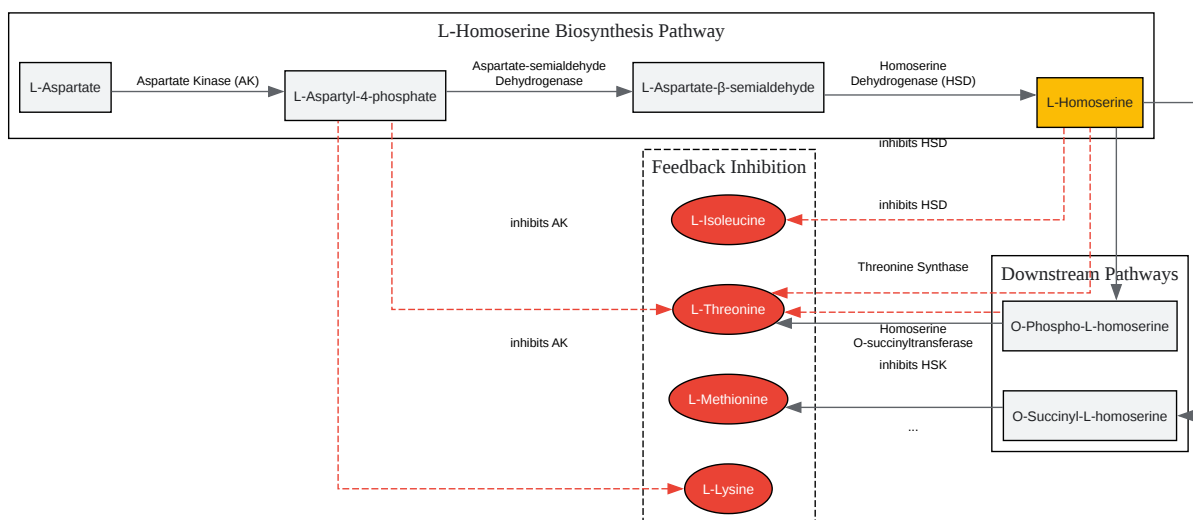 L-Homoserine Biosynthesis Pathway
L-Aspartate
Aspartate Kinase (AK)
L-Aspartyl-4-phosphate
Aspartate-semialdehyde
Dehydrogenase
L-Aspartate-β-semialdehyde
Homoserine
Dehydrogenase (HSD)
L-Homoserine
inhibits HSD
Feedback Inhibition
inhibits HSD
L-Isoleucine
inhibits AK
Threonine Synthase
Downstream Pathways
L-Threonine
O-Phospho-L-homoserine
Homoserine
O-succinyltransferase
inhibits AK
inhibits HSK
L-Methionine
O-Succinyl-L-homoserine
...
L-Lysine